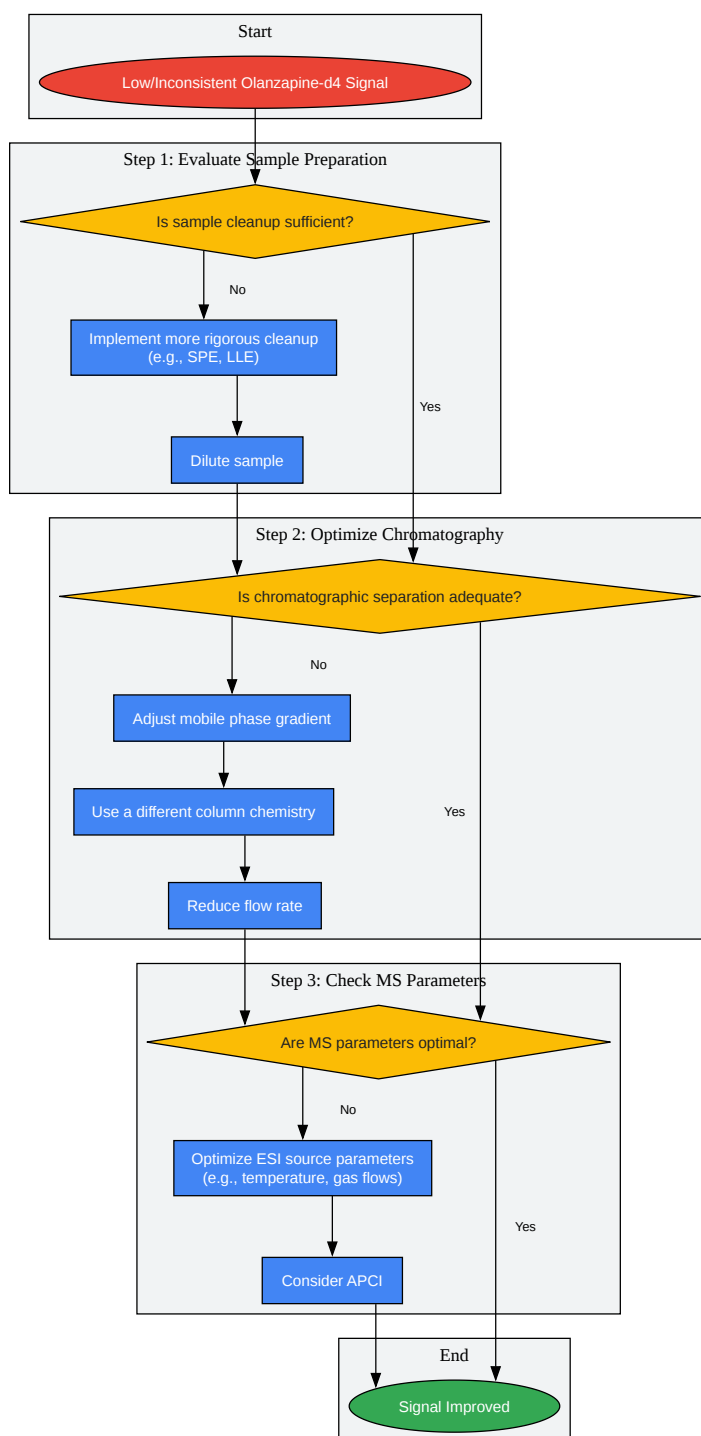 Start
Low/Inconsistent Olanzapine-d4 Signal
Step 1: Evaluate Sample Preparation
Is sample cleanup sufficient?
No
Implement more rigorous cleanup
(e.g., SPE, LLE)
Yes
Dilute sample
Step 2: Optimize Chromatography
Is chromatographic separation adequate?
No
Adjust mobile phase gradient
Use a different column chemistry
Yes
Reduce flow rate
Step 3: Check MS Parameters
Are MS parameters optimal?
No
Optimize ESI source parameters
(e.g., temperature, gas flows)
Yes
Consider APCI
End
Signal Improved